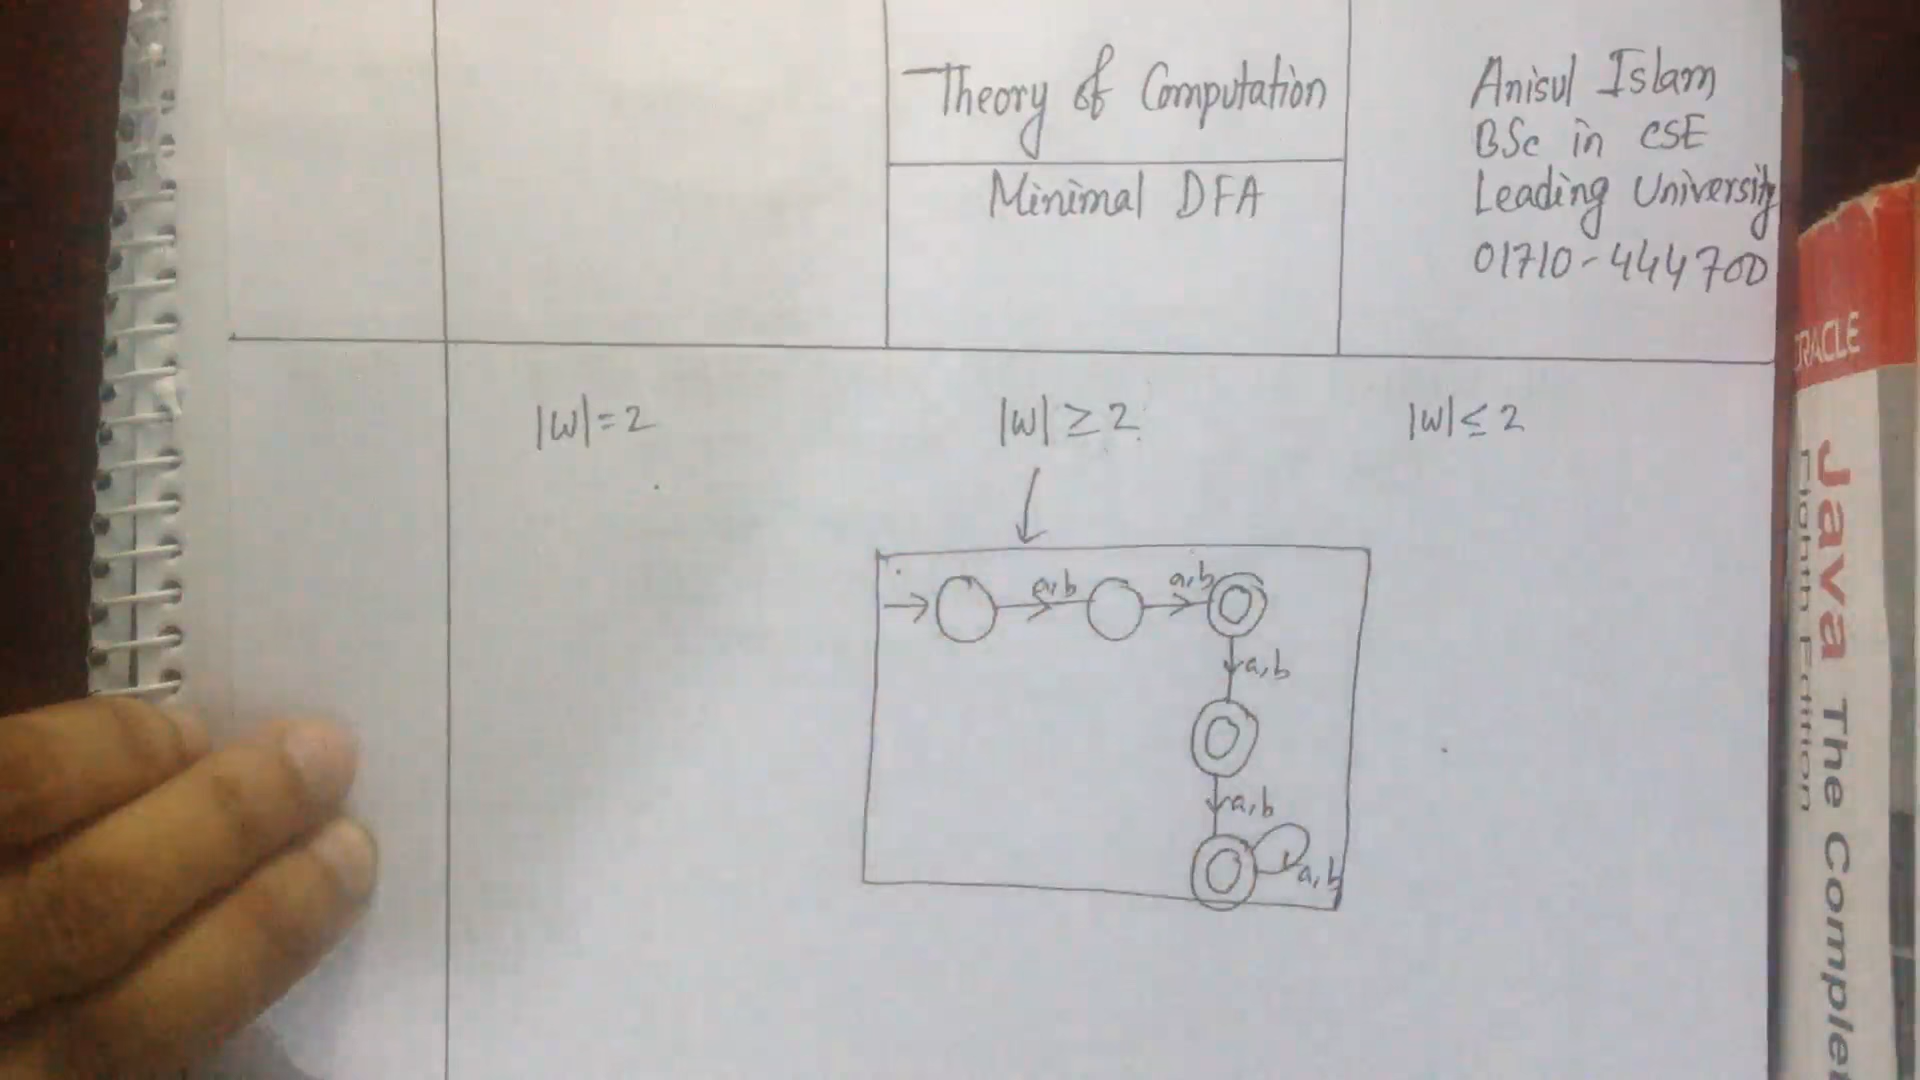 Theory of Computation
Minimal DFA
Anisul Islam
BSc in CSE
Leading University
01710-444700
|w|=2
|w| ≥ 2
|w| ≤ 2
a,b
a,b
a,b
a,b
a,b
ORACLE
Java The Complet
Eighth Edition